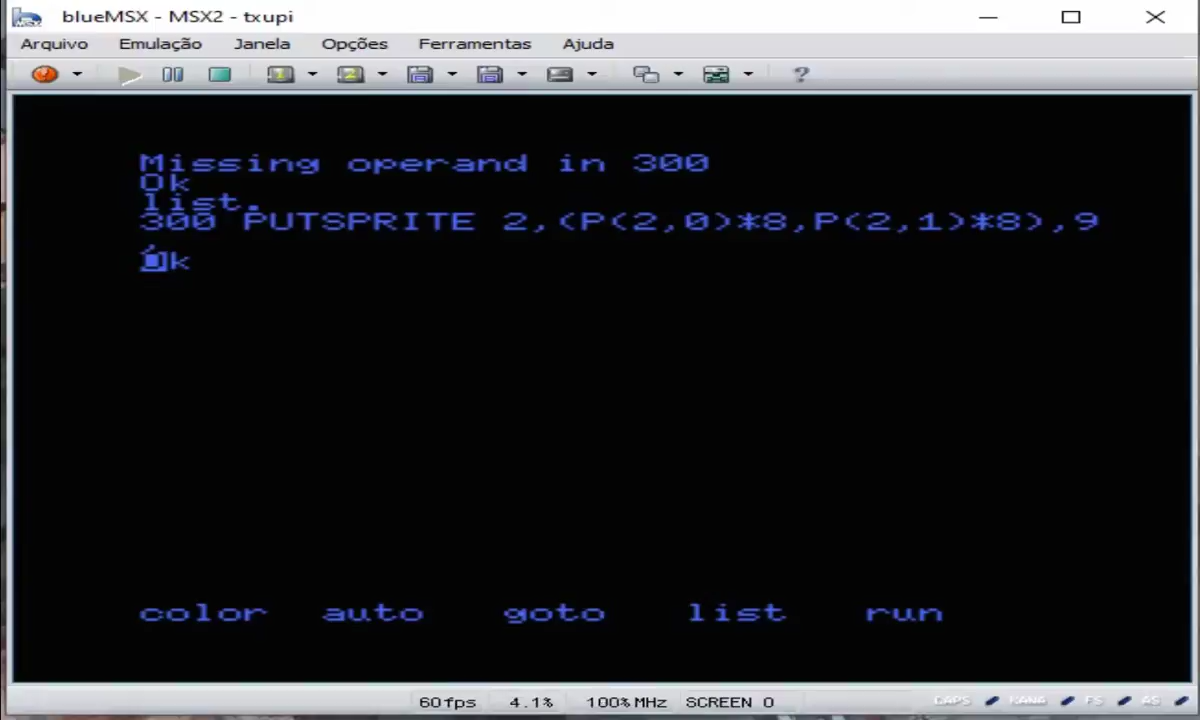 blueMSX - MSX2 - txupi
Arquivo Emulação Janela Opções Ferramentas Ajuda
Missing operand in 300
Ok
list.
300 PUTSPRITE 2,(P(2,0)*8,P(2,1)*8),9
,
Ok
color auto goto list run
60fps 4.1% 100%MHz SCREEN 0 CAPS KANA FS AS